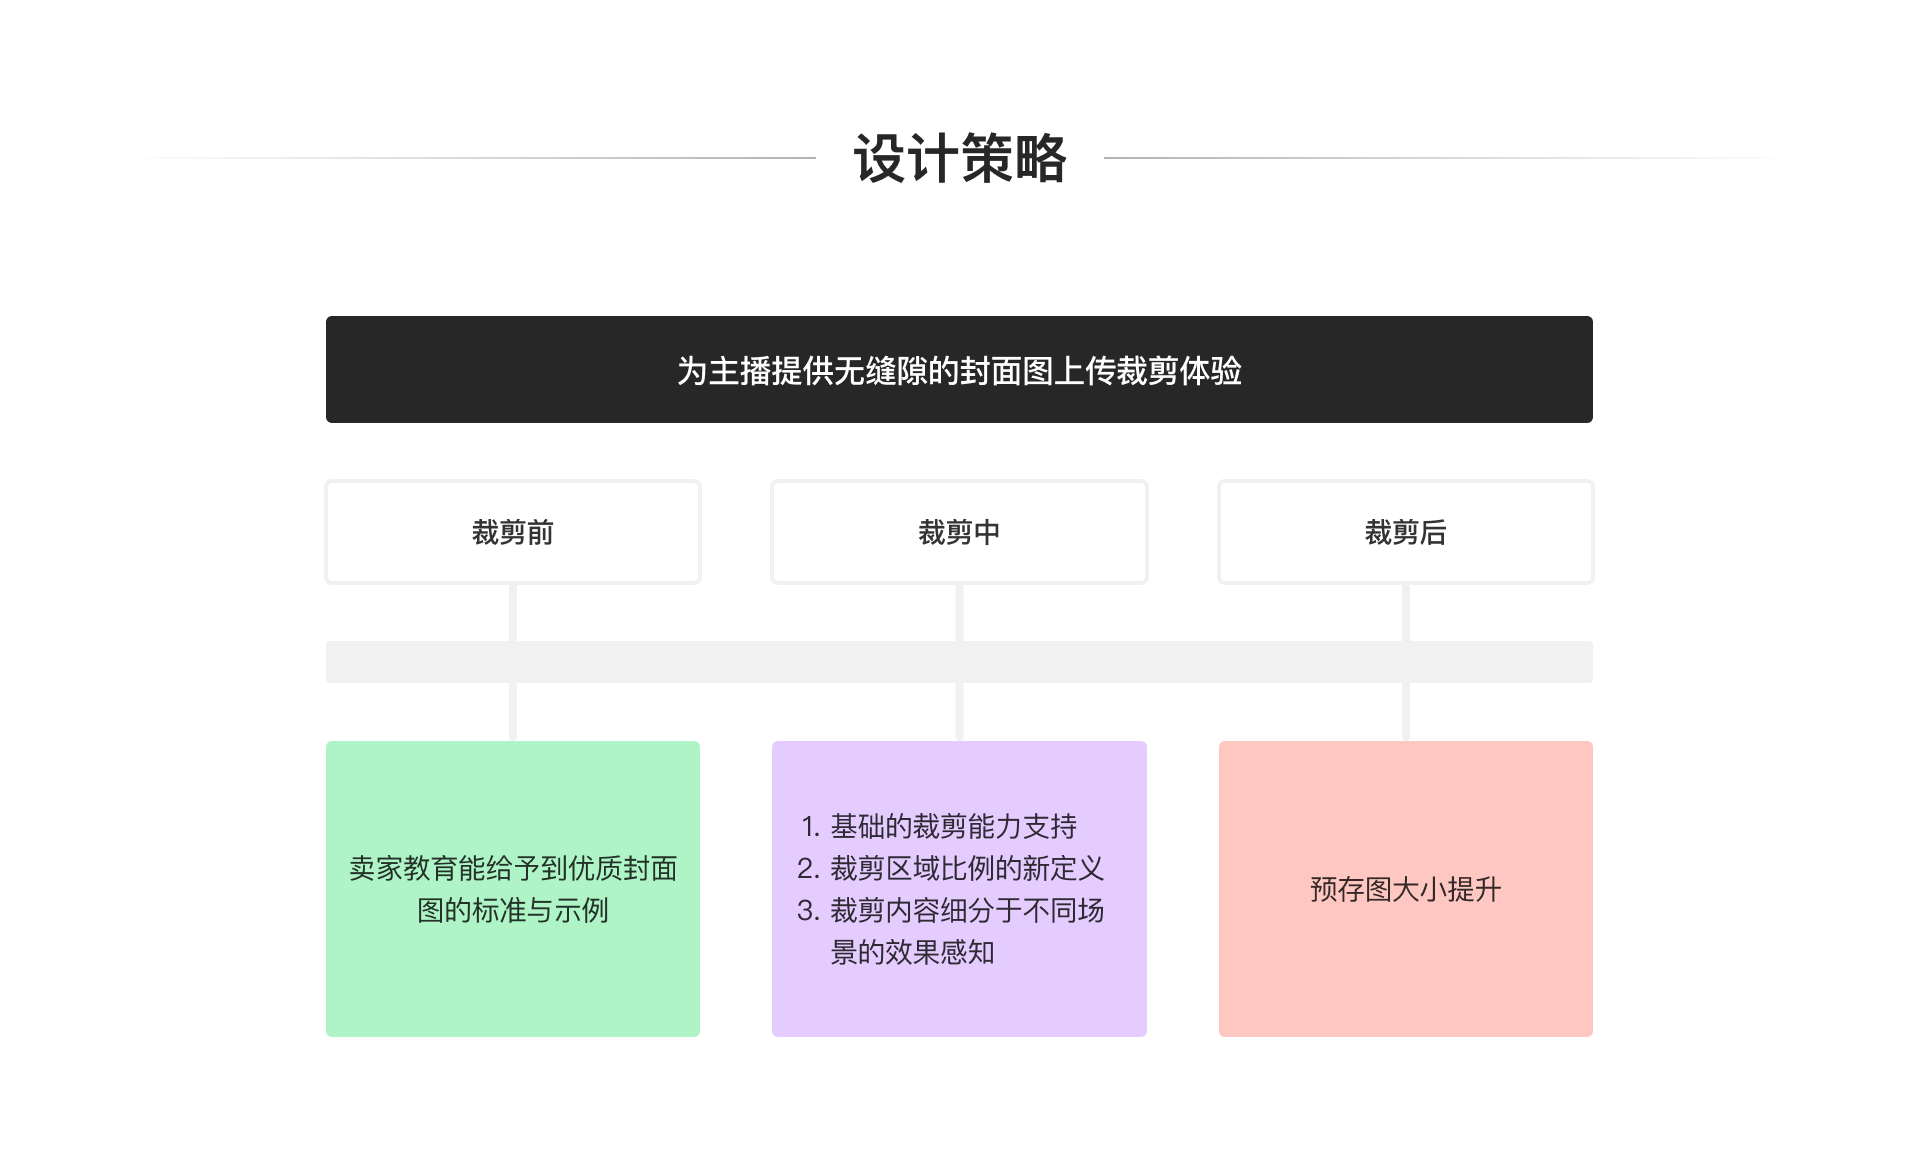 设计策略
为主播提供无缝隙的封面图上传裁剪体验
裁剪前
裁剪中
裁剪后
卖家教育能给予到优质封面
图的标准与示例
1. 基础的裁剪能力支持
2. 裁剪区域比例的新定义
3. 裁剪内容细分于不同场
景的效果感知
预存图大小提升